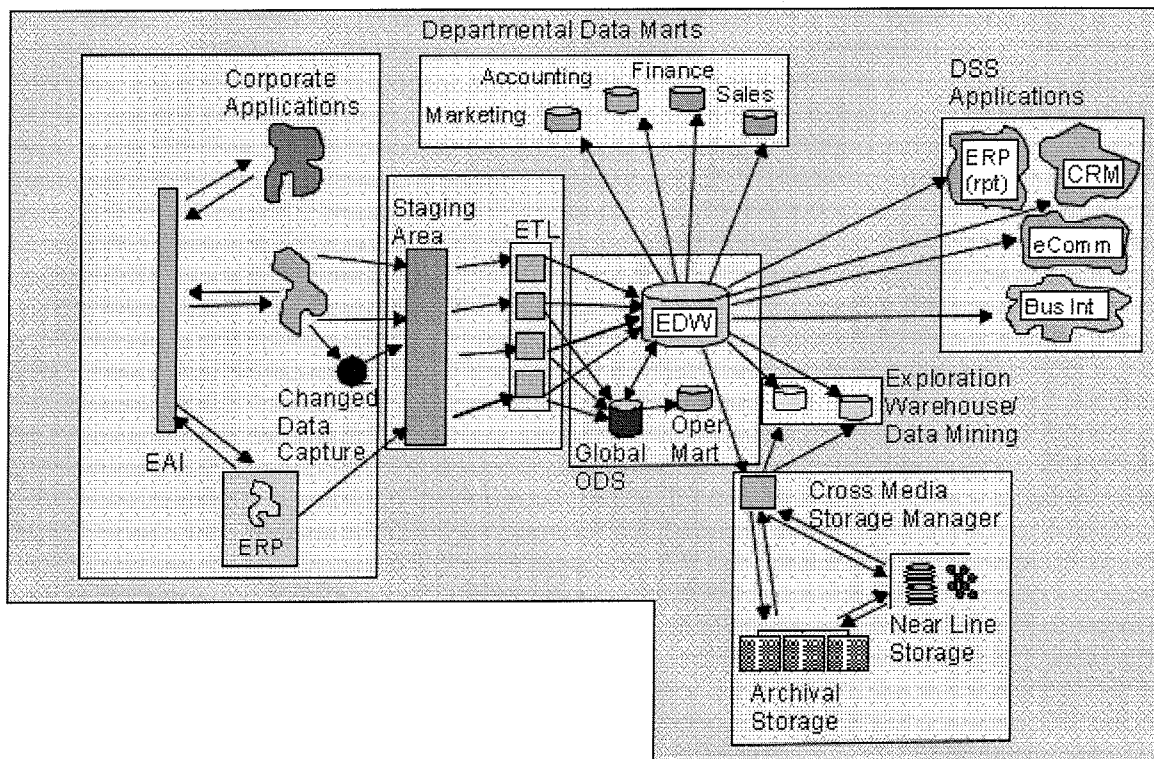 Departmental Data Marts
Corporate
Applications
Accounting
Finance
Marketing
Sales
DSS
Applications
ERP
(rpt)
CRM
eComm
Bus Int
Staging
Area
ETL
EDW
Changed
Data
Capture
EAI
ERP
Global
ODS
Oper
Mart
Exploration
Warehouse/
Data Mining
Cross Media
Storage Manager
Near Line
Storage
Archival
Storage